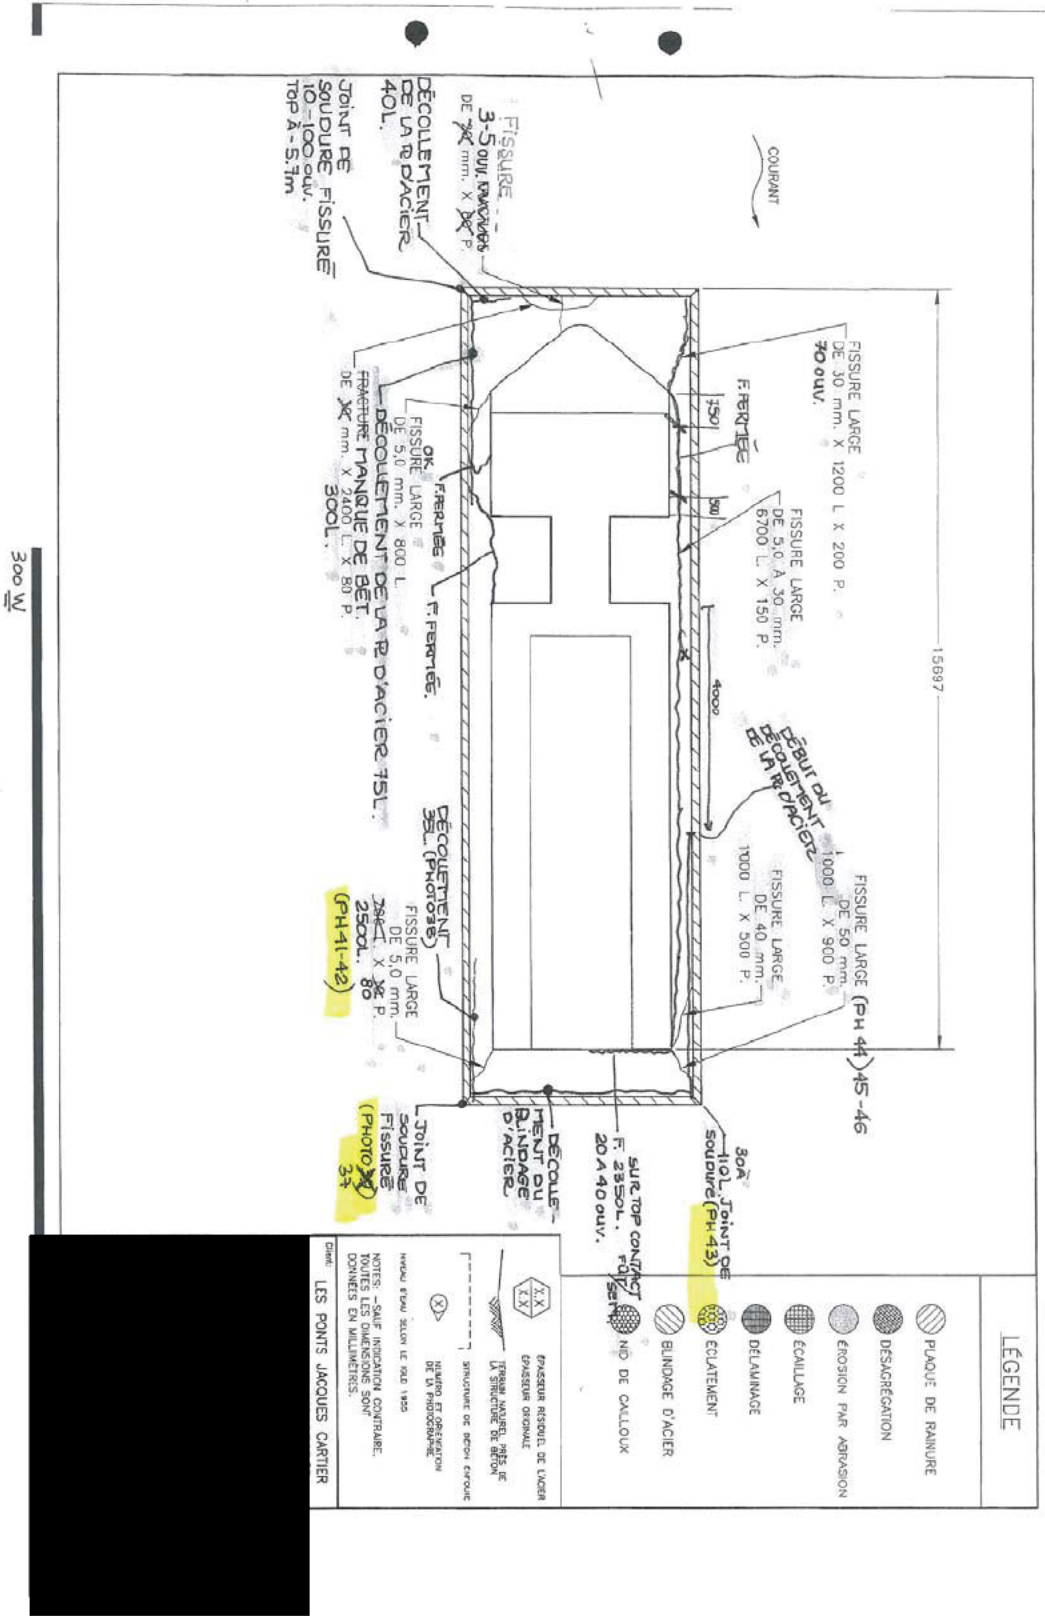 COURANT
15697
FISSURE LARGE
DE 30 mm. X 1200 L X 200 P.
70 OUV.
F. FERMÉE
750
500
FISSURE LARGE
DE 5,0 À 30 mm.
6700 L. X 150 P.
4000
DÉBUT DU
DÉCOLLEMENT
DE LA PL D'ACIER
FISSURE LARGE (PH 44) 45-46
DE 50 mm.
1000 L. X 900 P.
FISSURE LARGE
DE 40 mm.
1000 L. X 500 P.
FISSURE
3-5 OUV.
DE mm. X P.
DÉCOLLEMENT
DE LA PL D'ACIER
40L.
JOINT DE
SOUDURE FISSURÉ
10-100 OUV.
TOP À -5.7m
OK F. FERMÉE
F. FERMÉE.
FISSURE LARGE
DE 5,0 mm. X 800 L.
DÉCOLLEMENT DE LA PL D'ACIER 75L.
FRACTURE MANQUE DE BÉT.
DE mm. X 2400 L. X 80 P.
300L.
DÉCOLLEMENT
35L. (PHOTO 38)
FISSURE LARGE
DE 5,0 mm.
700 L. X P.
2500L. 80
(PH 41-42)
JOINT DE
SOUDURE
FISSURÉ
(PHOTO )
37
DÉCOLLE-
MENT DU
BLINDAGE
D'ACIER
SUR TOP CONTACT
FÛT/SEM.
F. 2350L.
20 À 40 OUV.
30 À
110L. JOINT DE
SOUDURE (PH 43)
LÉGENDE
PLAQUE DE RAINURE
DÉSAGRÉGATION
ÉROSION PAR ABRASION
ÉCAILLAGE
DÉLAMINAGE
ÉCLATEMENT
BLINDAGE D'ACIER
NID DE CAILLOUX
X.X
X.X
ÉPAISSEUR RÉSIDUEL DE L'ACIER
ÉPAISSEUR ORIGINALE
TERRAIN NATUREL PRÈS DE
LA STRUCTURE DE BÉTON
STRUCTURE DE BÉTON ENFOUIE
X
NUMÉRO ET ORIENTATION
DE LA PHOTOGRAPHIE
NIVEAU D'EAU SELON LE IGLD 1955
NOTES: -SAUF INDICATION CONTRAIRE,
TOUTES LES DIMENSIONS SONT
DONNÉES EN MILLIMÈTRES.
Client:
LES PONTS JACQUES CARTIER
300 W